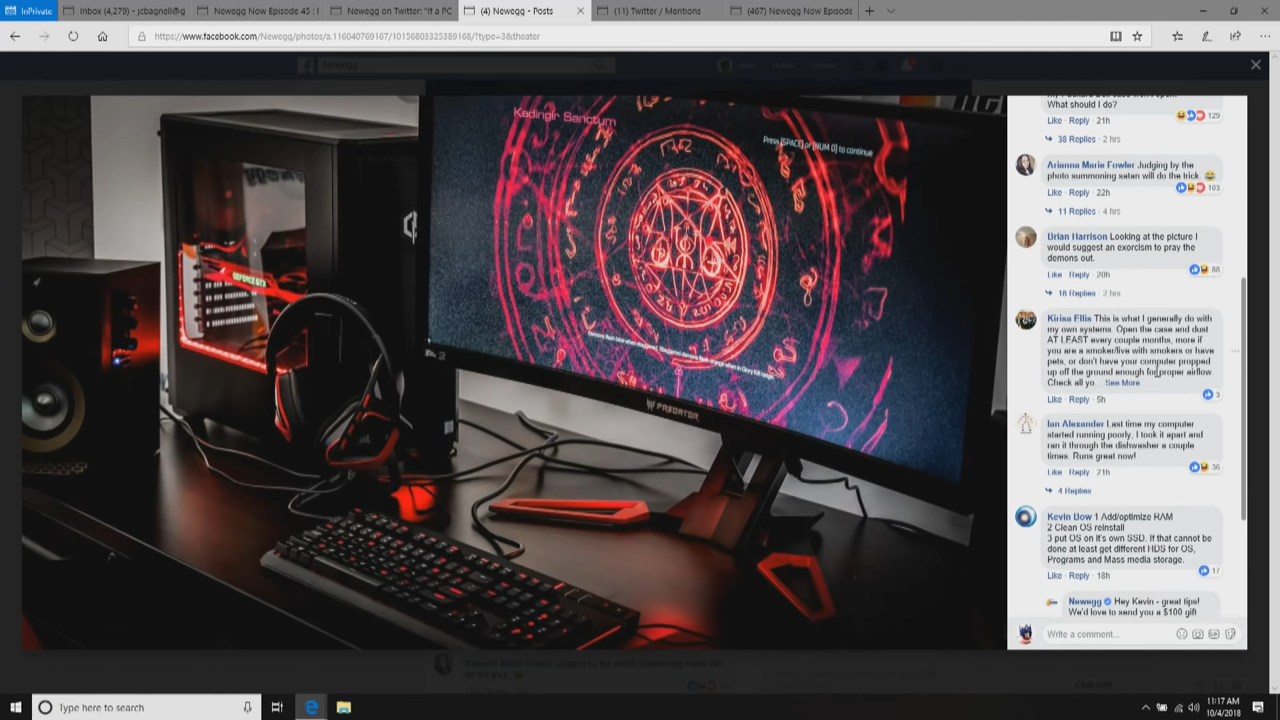 InPrivate
Inbox (4,279) - jcbagnell@g
Newegg Now Episode 45 :
Newegg on Twitter: "If a PC
(4) Newegg - Posts
(11) Twitter / Mentions
(467) Newegg Now Episode
https://www.facebook.com/Newegg/photos/a.116040769167/10156803325389168/?type=3&theater
Newegg
Kadingir Sanctum
Press [SPACE] or [NUM 0] to continue
GEFORCE GTX
PREDATOR
What should I do?
Like · Reply · 21h
129
38 Replies · 2 hrs
Arianna Marie Fowler Judging by the
photo summoning satan will do the trick
Like · Reply · 22h
103
11 Replies · 4 hrs
Brian Harrison Looking at the picture I
would suggest an exorcism to pray the
demons out.
Like · Reply · 20h
88
16 Replies · 2 hrs
Kirisa Ellis This is what I generally do with
my own systems. Open the case and dust
AT LEAST every couple months, more if
you are a smoker/live with smokers or have
pets, or don't have your computer propped
up off the ground enough for proper airflow.
Check all yo... See More
Like · Reply · 5h
3
Ian Alexander Last time my computer
started running poorly, I took it apart and
ran it through the dishwasher a couple
times. Runs great now!
Like · Reply · 21h
36
4 Replies
Kevin Dow 1 Add/optimize RAM
2 Clean OS reinstall
3 put OS on it's own SSD. If that cannot be
done at least get different HDS for OS,
Programs and Mass media storage.
Like · Reply · 18h
17
Newegg Hey Kevin - great tips!
We'd love to send you a $100 gift
Write a comment...
Type here to search
11:17 AM
10/4/2018